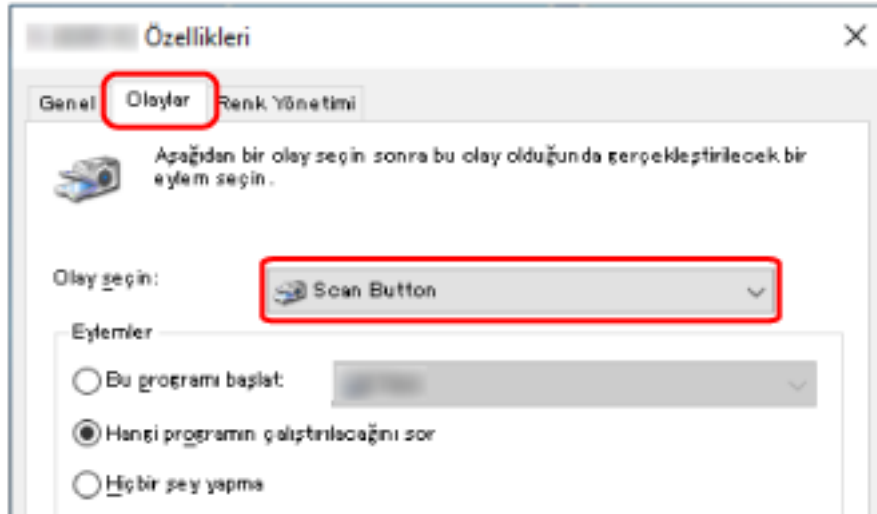 Özellikleri
Genel Olaylar Renk Yönetimi
Aşağıdan bir olay seçin sonra bu olay olduğunda gerçekleştirilecek bir
eylem seçin.
Olay seçin: Scan Button
Eylemler
Bu programı başlat:
Hangi programın çalıştırılacağını sor
Hiçbir şey yapma